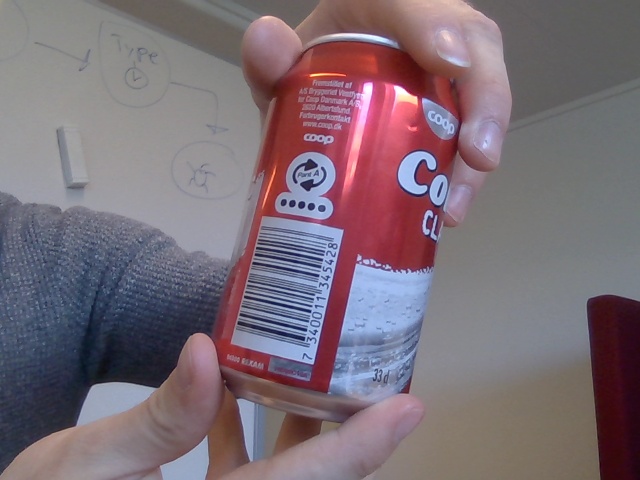 Type
Fremstillet af
A/S Bryggeriet Vestfyen
for Coop Danmark A/S,
2620 Albertslund.
Forbrugerkontakt
www.coop.dk
coop
Pant A
7 340011 345428
REXAM
coop
Co
CL
33 cl